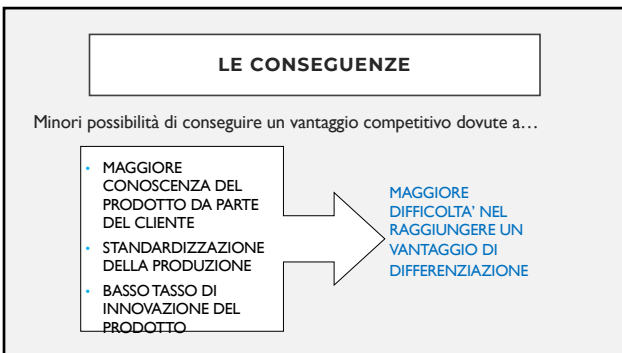 LE CONSEGUENZE
Minori possibilità di conseguire un vantaggio competitivo dovute a…
• MAGGIORE
CONOSCENZA DEL
PRODOTTO DA PARTE
DEL CLIENTE
• STANDARDIZZAZIONE
DELLA PRODUZIONE
• BASSO TASSO DI
INNOVAZIONE DEL
PRODOTTO
MAGGIORE
DIFFICOLTA’ NEL
RAGGIUNGERE UN
VANTAGGIO DI
DIFFERENZIAZIONE